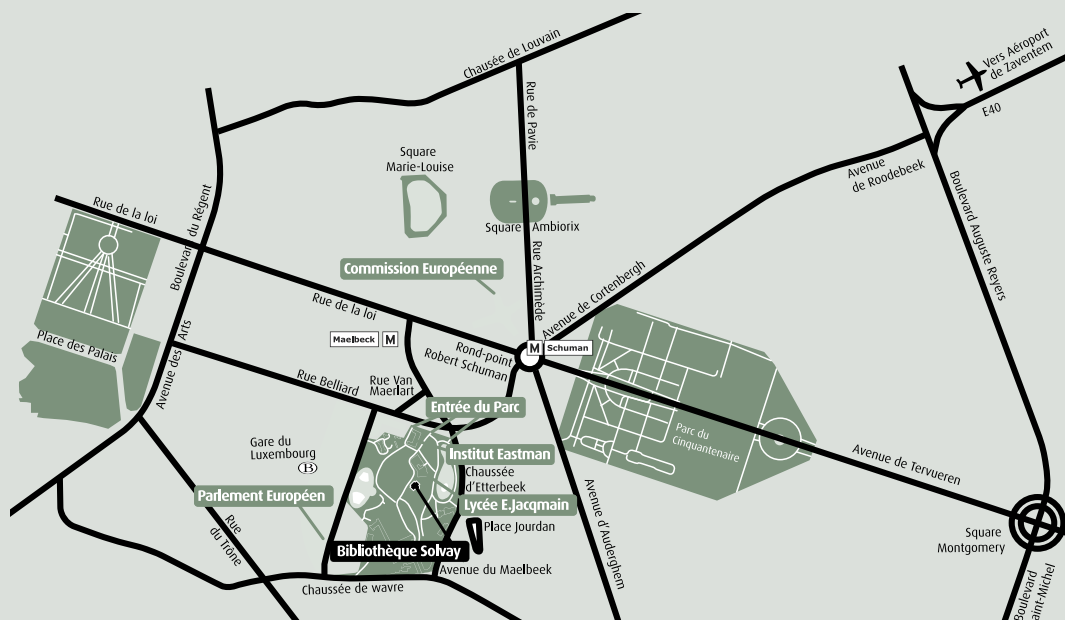 Chaussée de Louvain
Vers Aéroport
de Zaventem
E40
Rue de Pavie
Square
Marie-Louise
Avenue
de Roodebeek
Boulevard Auguste Reyers
Rue de la loi
Boulevard du Régent
Square Ambiorix
Rue Archimède
Commission Européenne
Avenue de Cortenbergh
Rue de la loi
Place des Palais
Avenue des Arts
Maelbeck M
M Schuman
Rond-point
Robert Schuman
Rue Belliard
Rue Van
Maerlart
Entrée du Parc
Parc du
Cinquantenaire
Gare du
Luxembourg
B
Institut Eastman
Avenue de Tervueren
Chaussée
d'Etterbeek
Parlement Européen
Lycée E.Jacqmain
Rue
du Trône
Place Jourdan
Avenue d'Auderghem
Square
Montgomery
Bibliothèque Solvay
Avenue du Maelbeek
Chaussée de wavre
Boulevard
aint-Michel